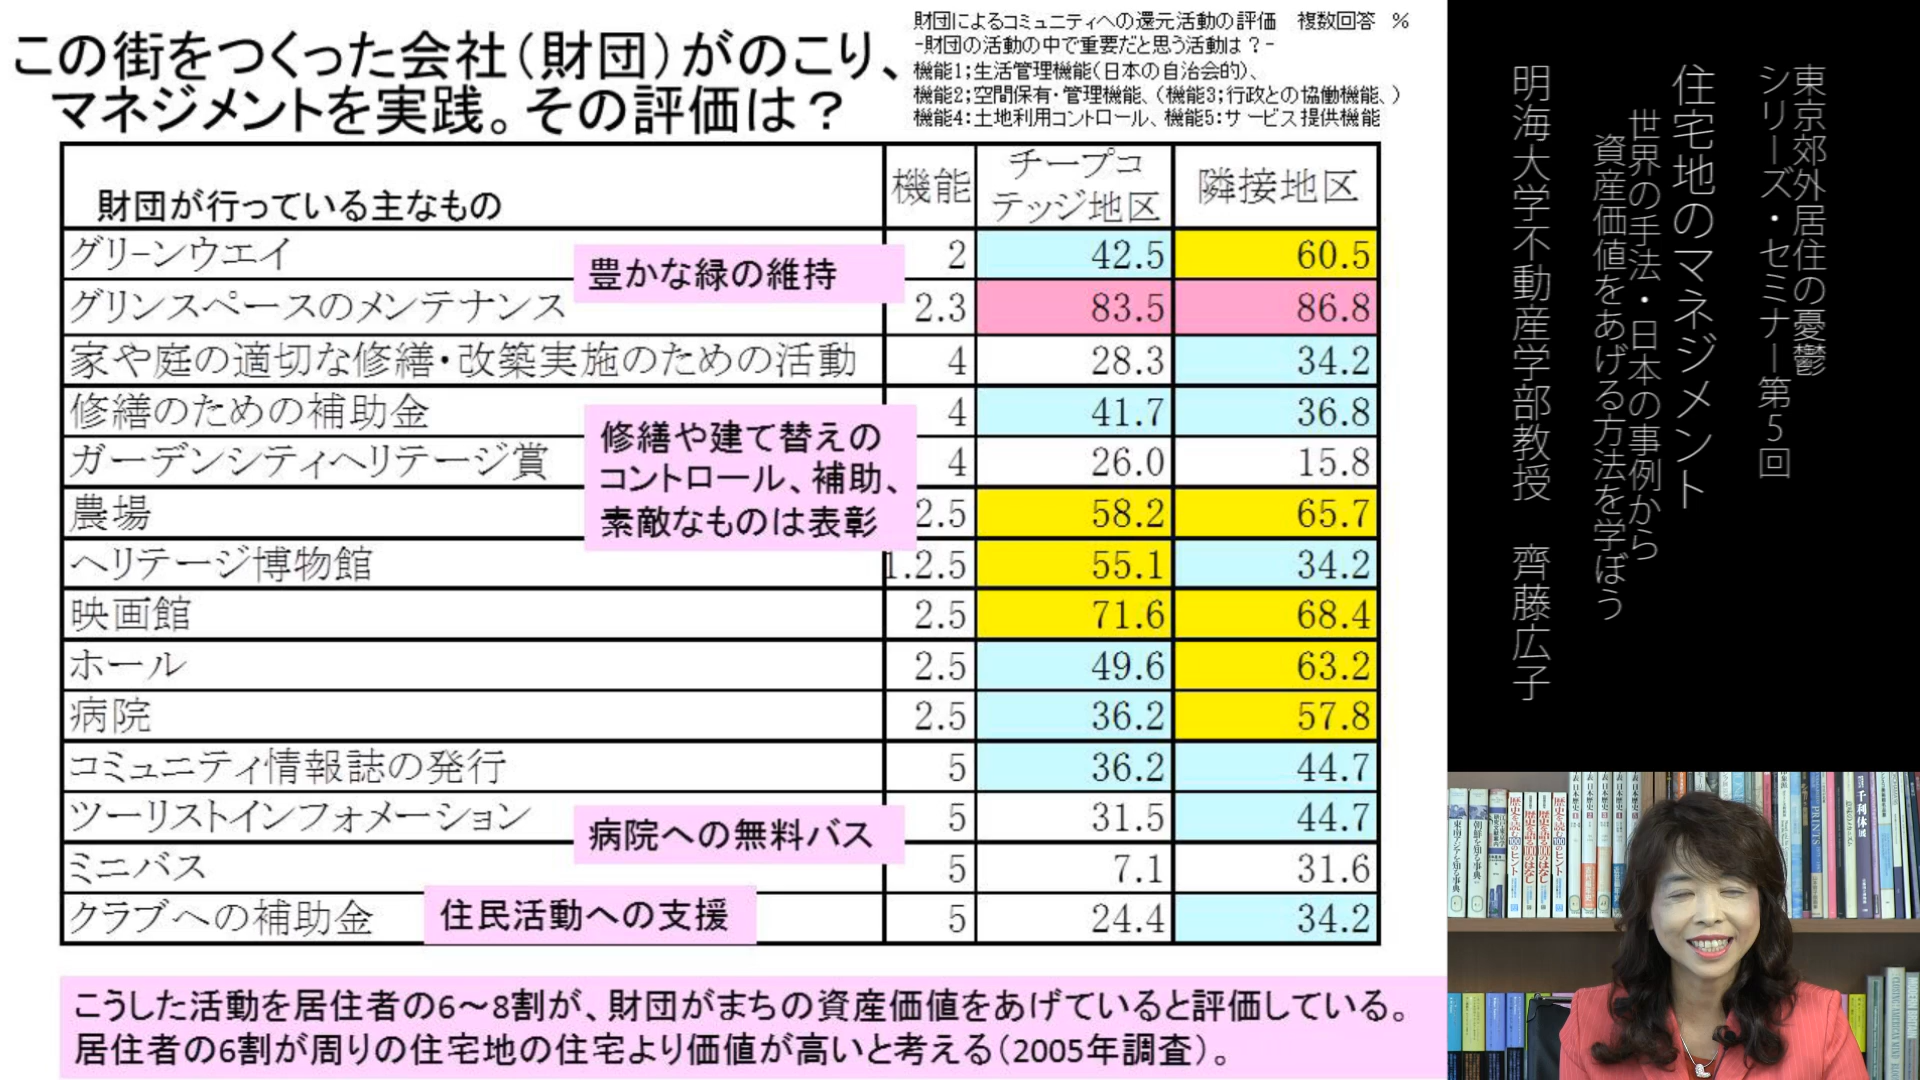 この街をつくった会社（財団）がのこり、
マネジメントを実践。その評価は？
財団によるコミュニティへの還元活動の評価　複数回答　％
-財団の活動の中で重要だと思う活動は？-
機能1;生活管理機能（日本の自治会的）、
機能2;空間保有・管理機能、（機能3;行政との協働機能、）
機能4:土地利用コントロール、機能5:サービス提供機能
財団が行っている主なもの 機能 チープコテッジ地区 隣接地区
グリーンウエイ 2 42.5 60.5
豊かな緑の維持
グリンスペースのメンテナンス 2.3 83.5 86.8
家や庭の適切な修繕・改築実施のための活動 4 28.3 34.2
修繕のための補助金 4 41.7 36.8
修繕や建て替えの
コントロール、補助、
素敵なものは表彰
ガーデンシティヘリテージ賞 4 26.0 15.8
農場 2.5 58.2 65.7
ヘリテージ博物館 1.2.5 55.1 34.2
映画館 2.5 71.6 68.4
ホール 2.5 49.6 63.2
病院 2.5 36.2 57.8
コミュニティ情報誌の発行 5 36.2 44.7
ツーリストインフォメーション 5 31.5 44.7
病院への無料バス
ミニバス 5 7.1 31.6
クラブへの補助金 5 24.4 34.2
住民活動への支援
こうした活動を居住者の6～8割が、財団がまちの資産価値をあげていると評価している。
居住者の6割が周りの住宅地の住宅より価値が高いと考える（2005年調査）。
東京郊外居住の憂鬱
シリーズ・セミナー第5回
住宅地のマネジメント
世界の手法・日本の事例から
資産価値をあげる方法を学ぼう
明海大学不動産学部教授　齊藤広子